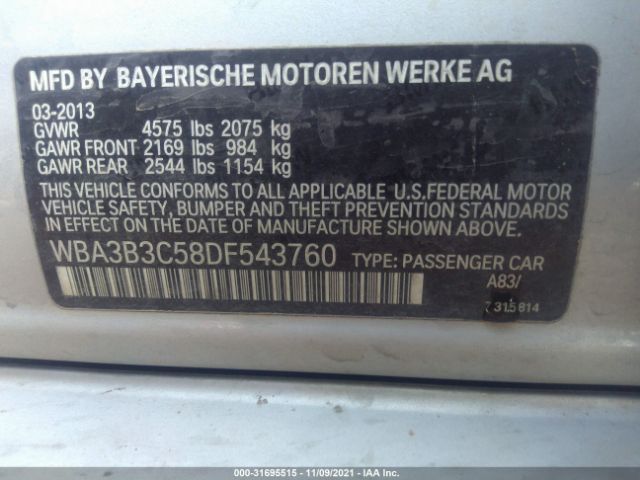 MFD BY BAYERISCHE MOTOREN WERKE AG
03-2013
GVWR 4575 lbs 2075 kg
GAWR FRONT 2169 lbs 984 kg
GAWR REAR 2544 lbs 1154 kg
THIS VEHICLE CONFORMS TO ALL APPLICABLE U.S.FEDERAL MOTOR
VEHICLE SAFETY, BUMPER AND THEFT PREVENTION STANDARDS
IN EFFECT ON THE DATE OF MANUFACTURE SHOWN ABOVE.
WBA3B3C58DF543760 TYPE: PASSENGER CAR
A83/
7 315 814
000-31695515 - 11/09/2021 - IAA Inc.